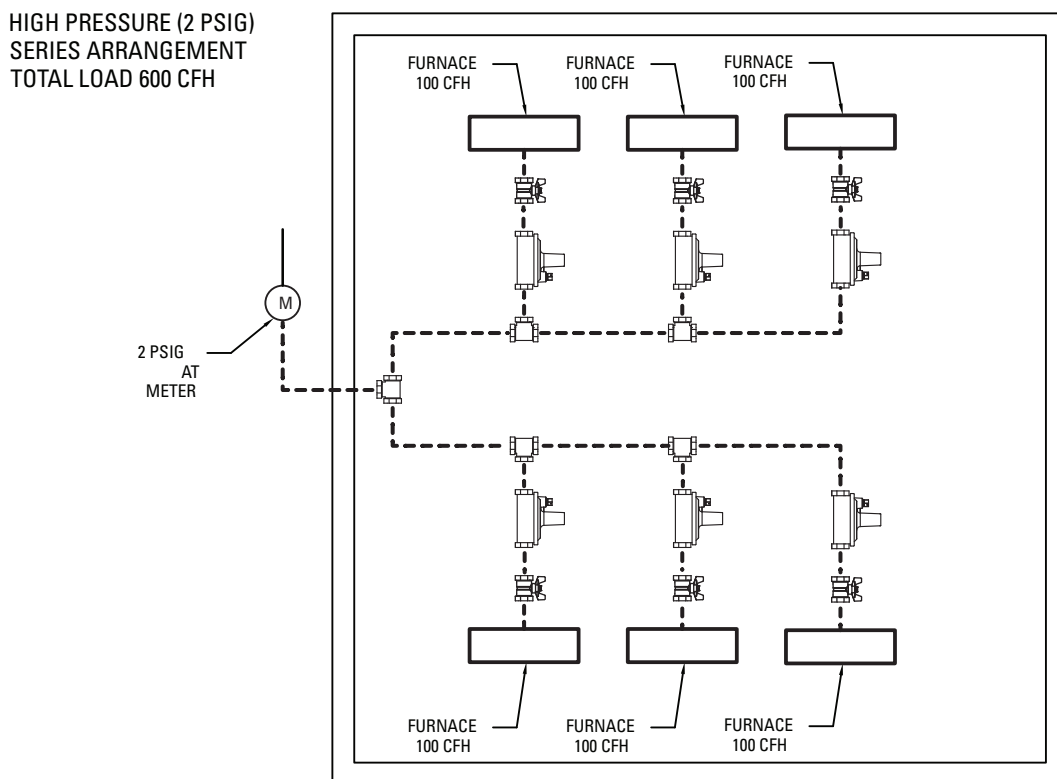 HIGH PRESSURE (2 PSIG)
SERIES ARRANGEMENT
TOTAL LOAD 600 CFH
FURNACE
100 CFH
FURNACE
100 CFH
FURNACE
100 CFH
M
2 PSIG
AT
METER
FURNACE
100 CFH
FURNACE
100 CFH
FURNACE
100 CFH